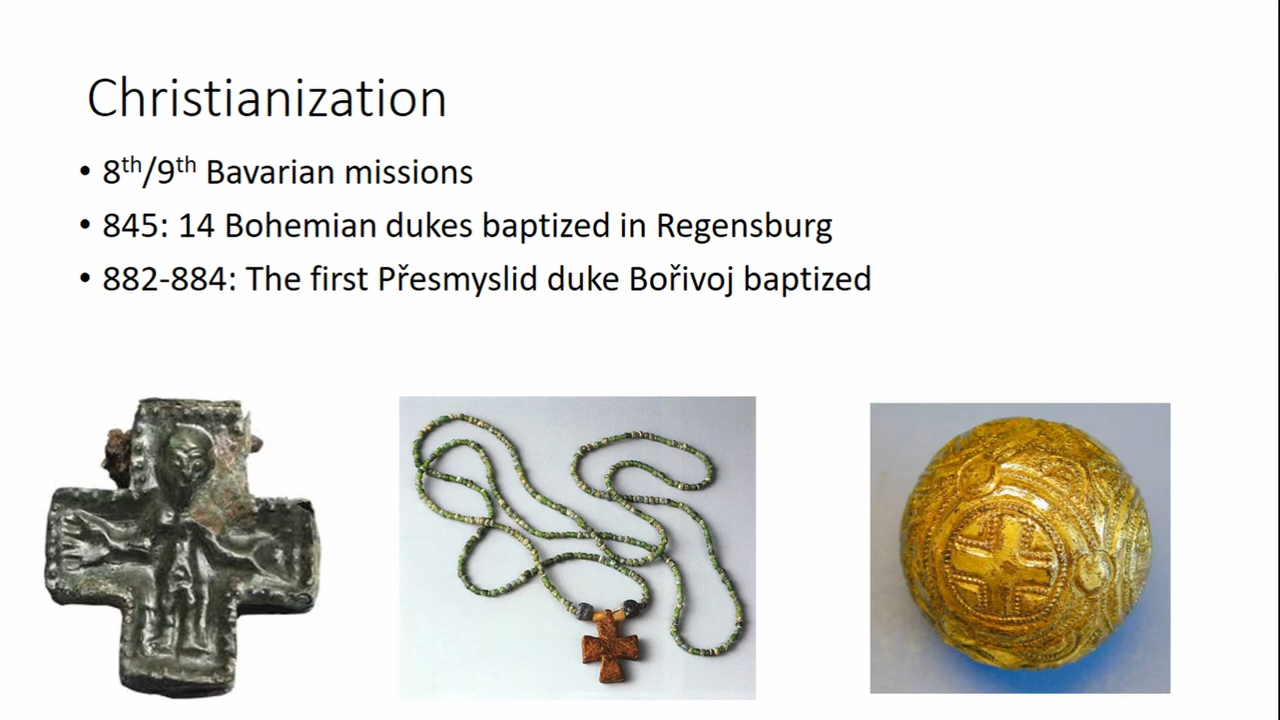 Christianization
• 8th/9th Bavarian missions
• 845: 14 Bohemian dukes baptized in Regensburg
• 882-884: The first Přesmyslid duke Bořivoj baptized